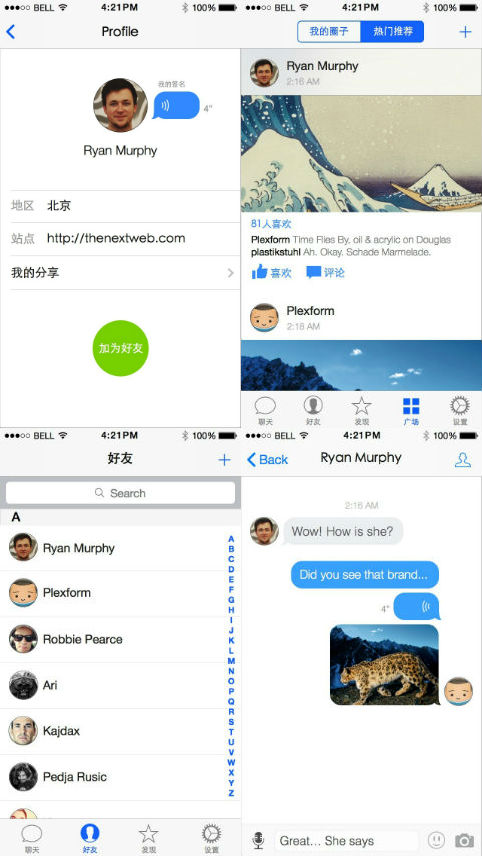 BELL 4:21PM 100%
Profile
我的签名
4"
Ryan Murphy
地区 北京
站点 http://thenextweb.com
我的分享
加为好友
BELL 4:21PM 100%
我的圈子 热门推荐 +
Ryan Murphy
2:16 AM
81人喜欢
Plexform Time Flies By, oil & acrylic on Douglas
plastikstuhl Ah. Okay. Schade Marmelade.
喜欢 评论
Plexform
2:16 AM
聊天 好友 发现 广场 设置
BELL 4:21PM 100%
好友 +
Search
A
Ryan Murphy
Plexform
Robbie Pearce
Ari
Kajdax
Pedja Rusic
A
B
C
D
E
F
G
H
I
J
K
L
M
N
O
P
Q
R
S
T
U
V
W
X
Y
Z
聊天 好友 发现 设置
BELL 4:21PM 100%
Back Ryan Murphy
2:16 AM
Wow! How is she?
Did you see that brand...
4"
Great... She says